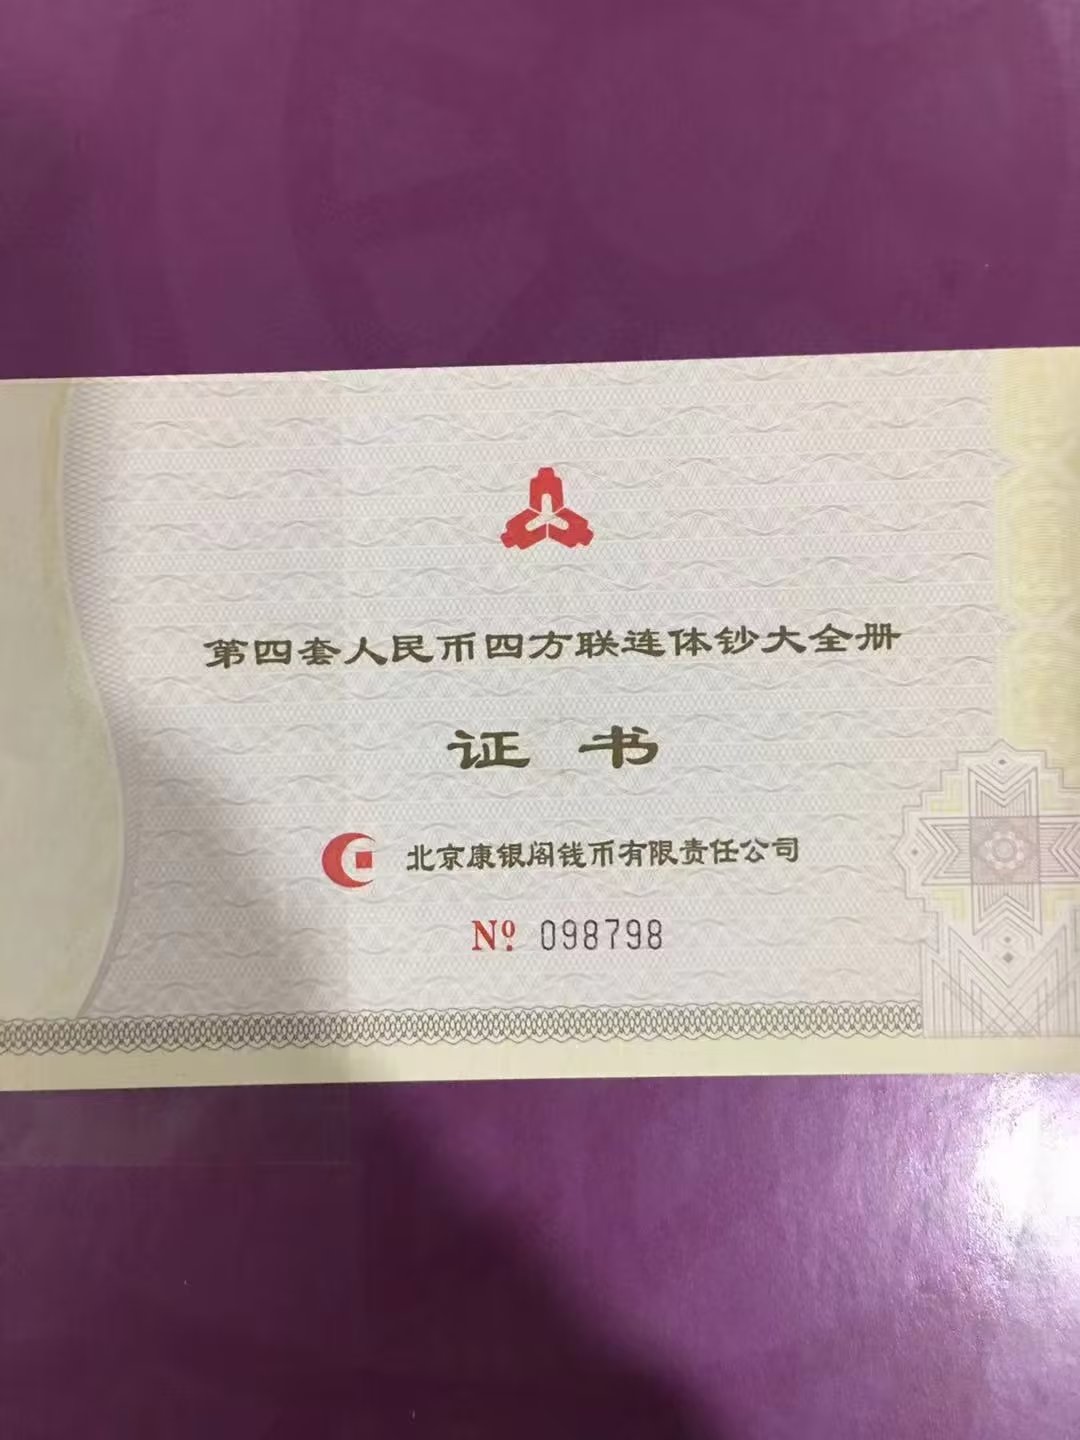 第四套人民币四方联连体钞大全册
证书
北京康银阁钱币有限责任公司
Nº. 098798